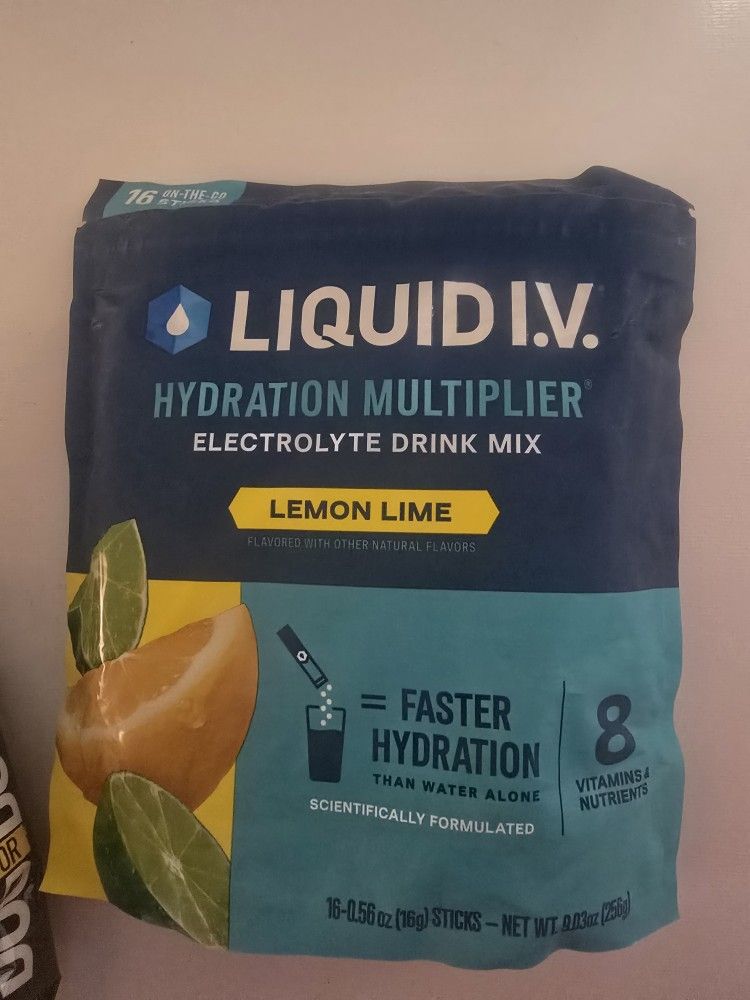 16 ON-THE-GO
STICKS
LIQUID I.V.
HYDRATION MULTIPLIER®
ELECTROLYTE DRINK MIX
LEMON LIME
FLAVORED WITH OTHER NATURAL FLAVORS
= FASTER
HYDRATION
THAN WATER ALONE
SCIENTIFICALLY FORMULATED
8
VITAMINS &
NUTRIENTS
16-0.56 oz (16g) STICKS – NET WT. 9.03oz (256g)
OR